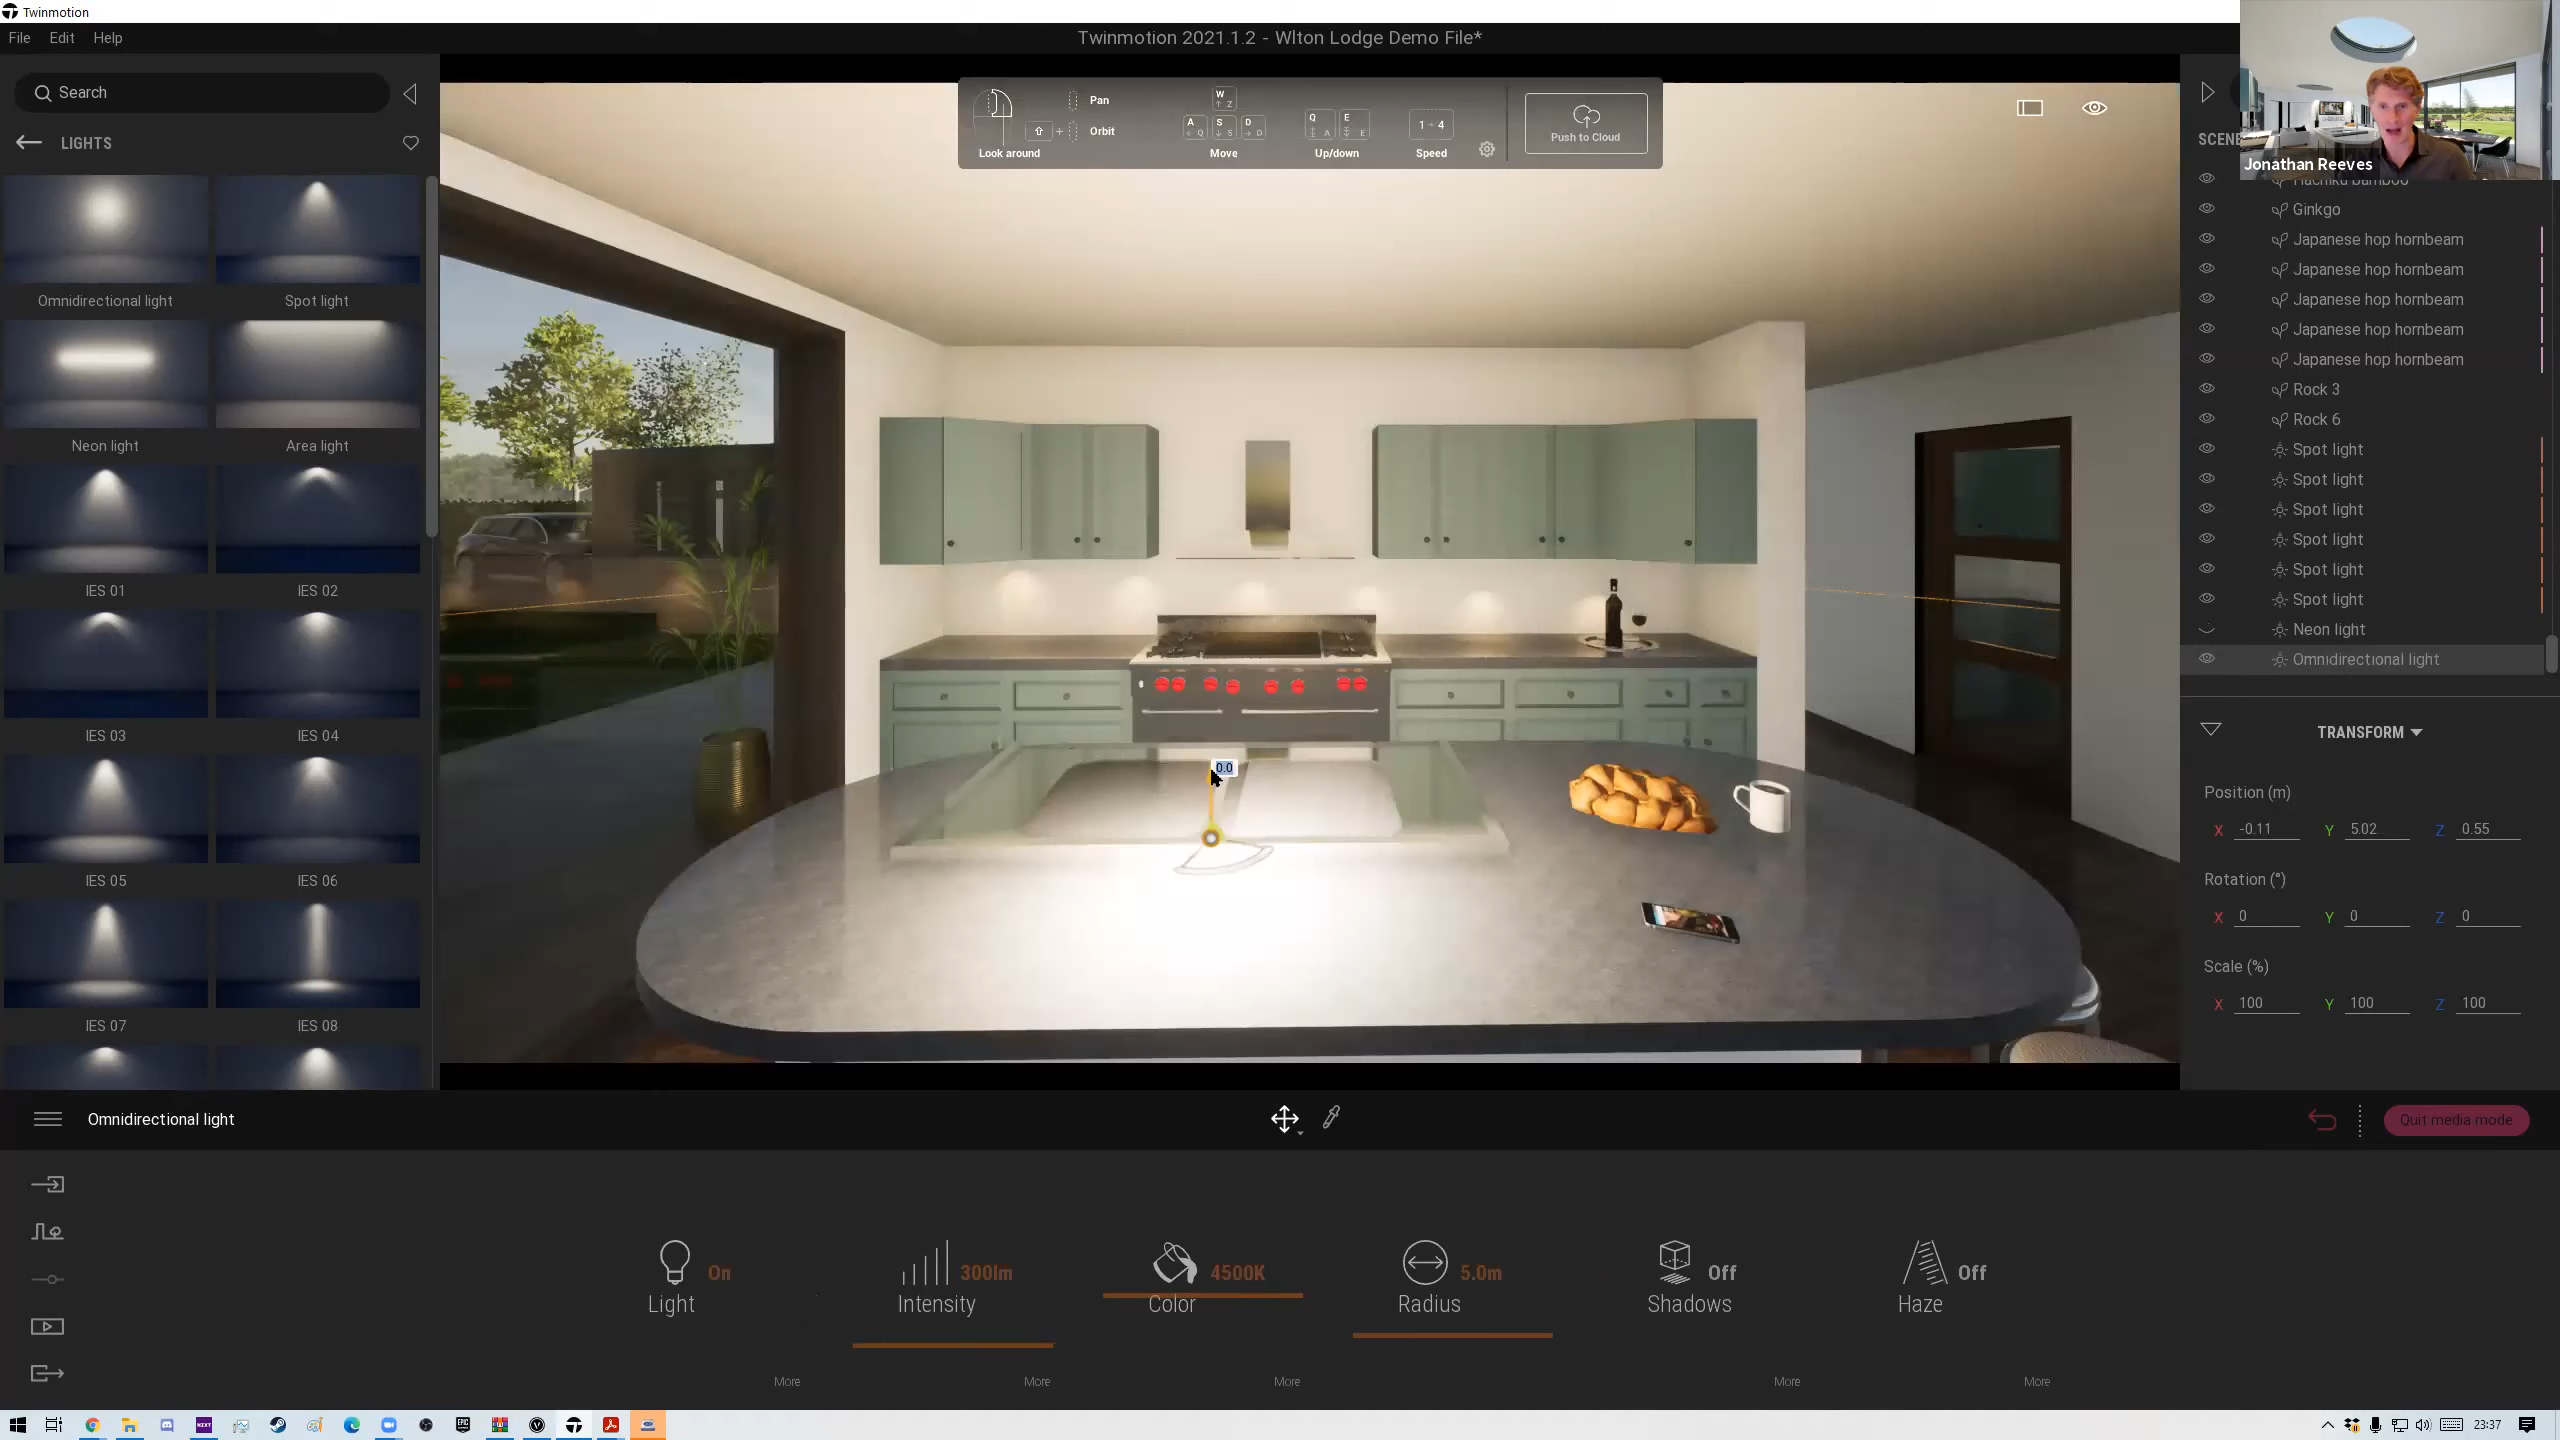 Twinmotion
File Edit Help
Twinmotion 2021.1.2 - Wlton Lodge Demo File*
Search
LIGHTS
Omnidirectional light
Spot light
Neon light
Area light
IES 01
IES 02
IES 03
IES 04
IES 05
IES 06
IES 07
IES 08
Look around
Pan
Orbit
W
Z
A
Q
S
S
D
D
Move
Q
A
E
E
Up/down
1 ÷ 4
Speed
Push to Cloud
Jonathan Reeves
SCENE
Hachiku bamboo
Ginkgo
Japanese hop hornbeam
Japanese hop hornbeam
Japanese hop hornbeam
Japanese hop hornbeam
Japanese hop hornbeam
Rock 3
Rock 6
Spot light
Spot light
Spot light
Spot light
Spot light
Spot light
Neon light
Omnidirectional light
0.0
TRANSFORM
Position (m)
X -0.11 Y 5.02 Z 0.55
Rotation (°)
X 0 Y 0 Z 0
Scale (%)
X 100 Y 100 Z 100
Omnidirectional light
Quit media mode
On
Light
300lm
Intensity
4500K
Color
5.0m
Radius
Off
Shadows
Off
Haze
More More More More More
NZXT
EPIC
23:37